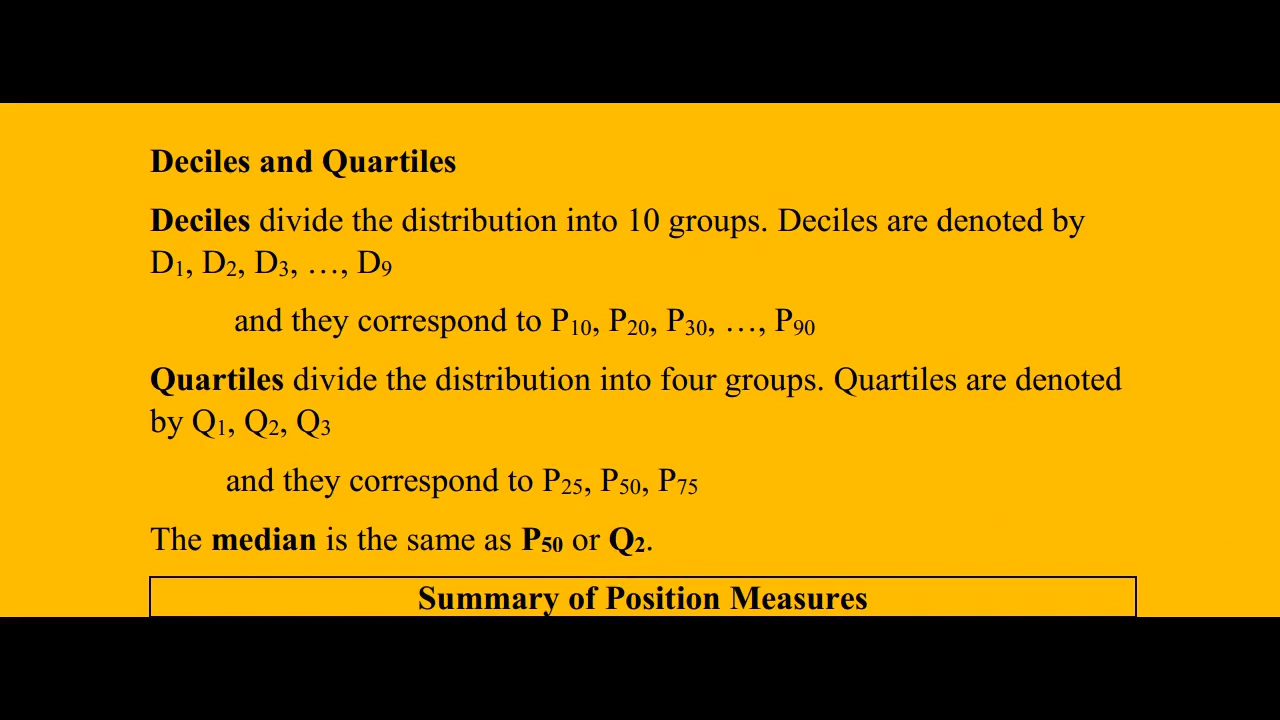 Deciles and Quartiles
Deciles divide the distribution into 10 groups. Deciles are denoted by
D₁, D₂, D₃, …, D₉
and they correspond to P₁₀, P₂₀, P₃₀, …, P₉₀
Quartiles divide the distribution into four groups. Quartiles are denoted
by Q₁, Q₂, Q₃
and they correspond to P₂₅, P₅₀, P₇₅
The median is the same as P₅₀ or Q₂.
Summary of Position Measures